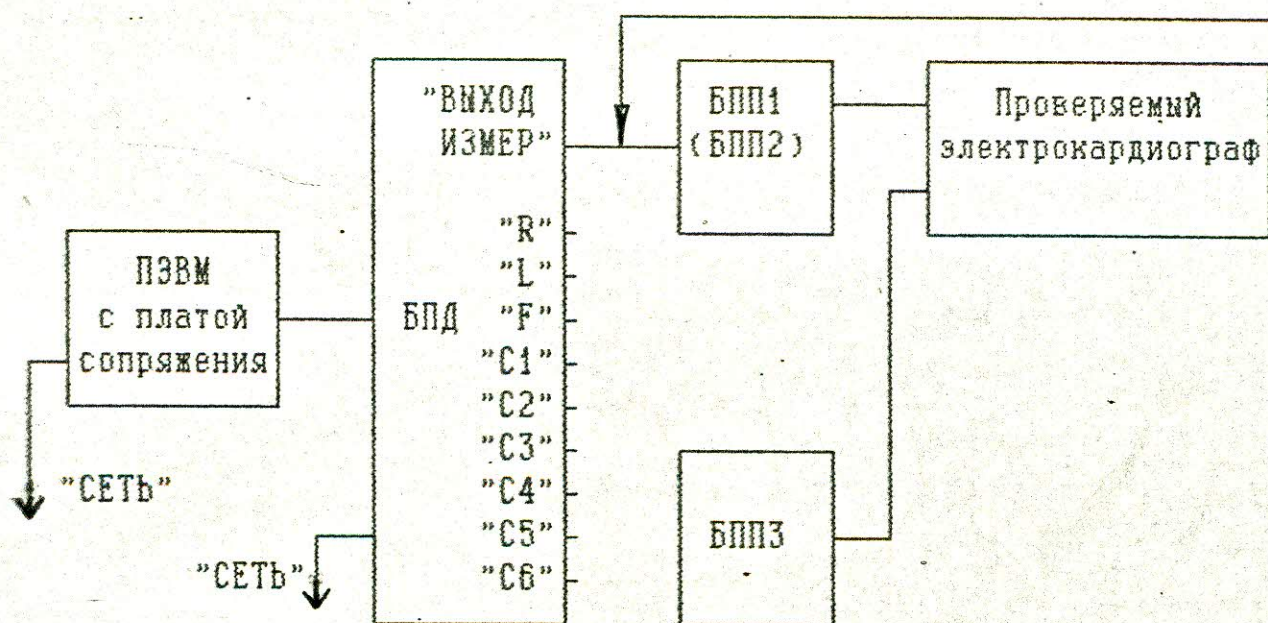 "ВЫХОД
ИЗМЕР"
БПП1
(БПП2)
Проверяемый
электрокардиограф
ПЭВМ
с платой
сопряжения
БПД
"R"
"L"
"F"
"C1"
"C2"
"C3"
"C4"
"C5"
"C6"
БПП3
"СЕТЬ"
"СЕТЬ"